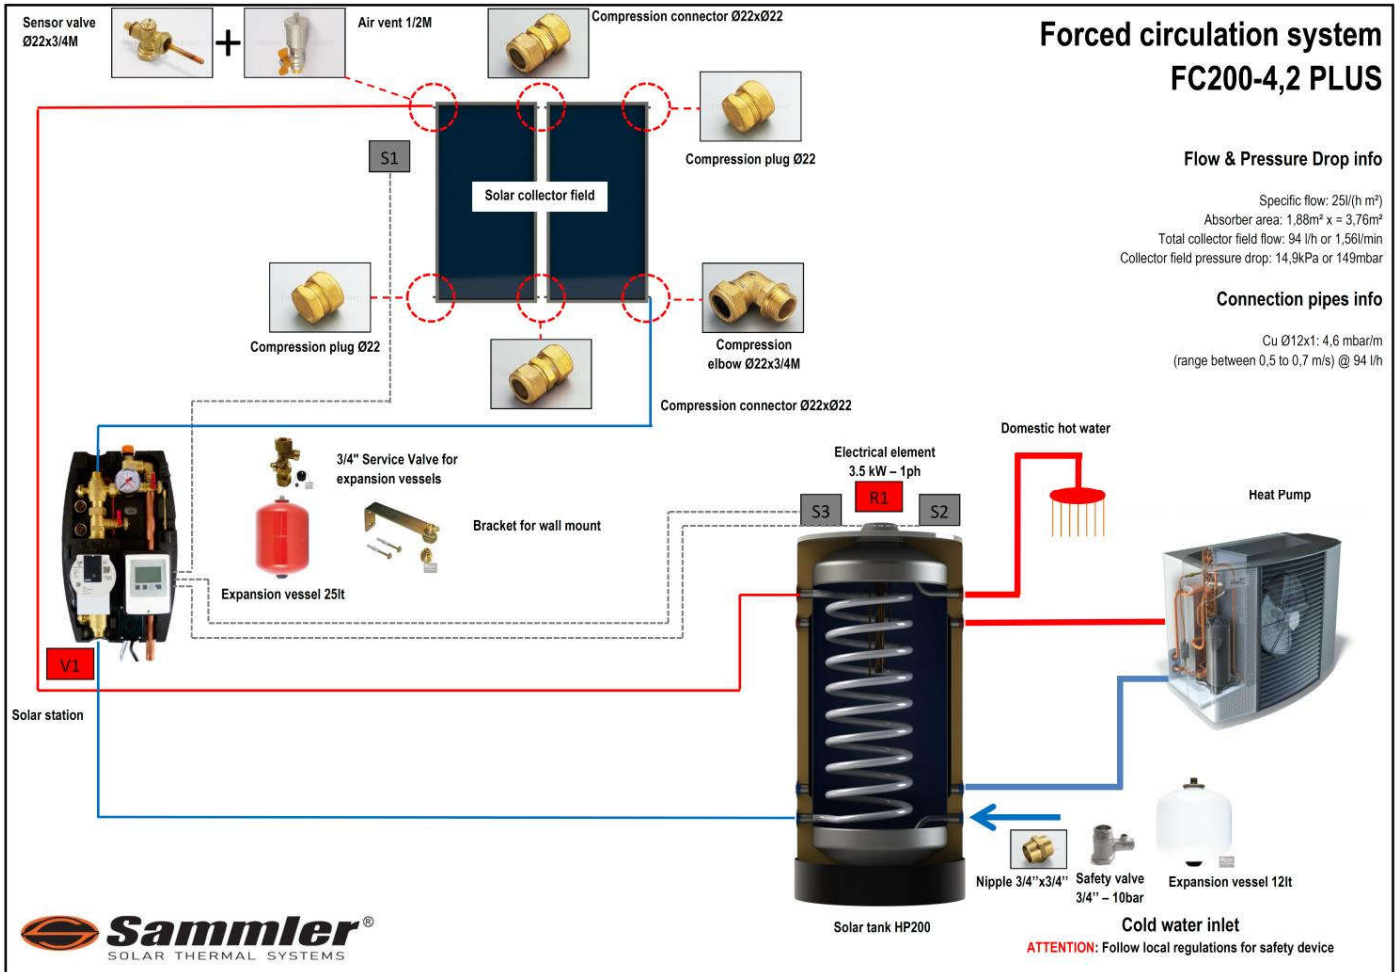 Forced circulation system
FC200-4,2 PLUS
Sensor valve
Ø22x3/4M
+
Air vent 1/2M
Compression connector Ø22xØ22
Compression plug Ø22
S1
Solar collector field
Compression plug Ø22
Compression
elbow Ø22x3/4M
Compression connector Ø22xØ22
Flow & Pressure Drop info
Specific flow: 25l/(h m²)
Absorber area: 1,88m² x = 3,76m²
Total collector field flow: 94 l/h or 1,56l/min
Collector field pressure drop: 14,9kPa or 149mbar
Connection pipes info
Cu Ø12x1: 4,6 mbar/m
(range between 0,5 to 0,7 m/s) @ 94 l/h
3/4" Service Valve for
expansion vessels
Bracket for wall mount
Expansion vessel 25lt
V1
Solar station
Electrical element
3.5 kW – 1ph
S3
R1
S2
Domestic hot water
Heat Pump
Nipple 3/4’’x3/4’’
Safety valve
3/4’’ – 10bar
Expansion vessel 12lt
Solar tank HP200
Cold water inlet
ATTENTION: Follow local regulations for safety device
Sammler®
SOLAR THERMAL SYSTEMS